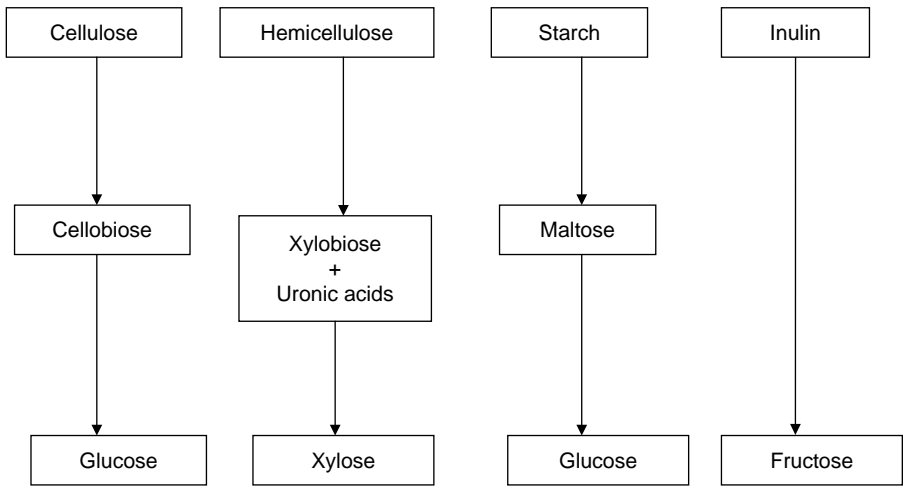 Cellulose
Hemicellulose
Starch
Inulin
Cellobiose
Xylobiose
+
Uronic acids
Maltose
Glucose
Xylose
Glucose
Fructose